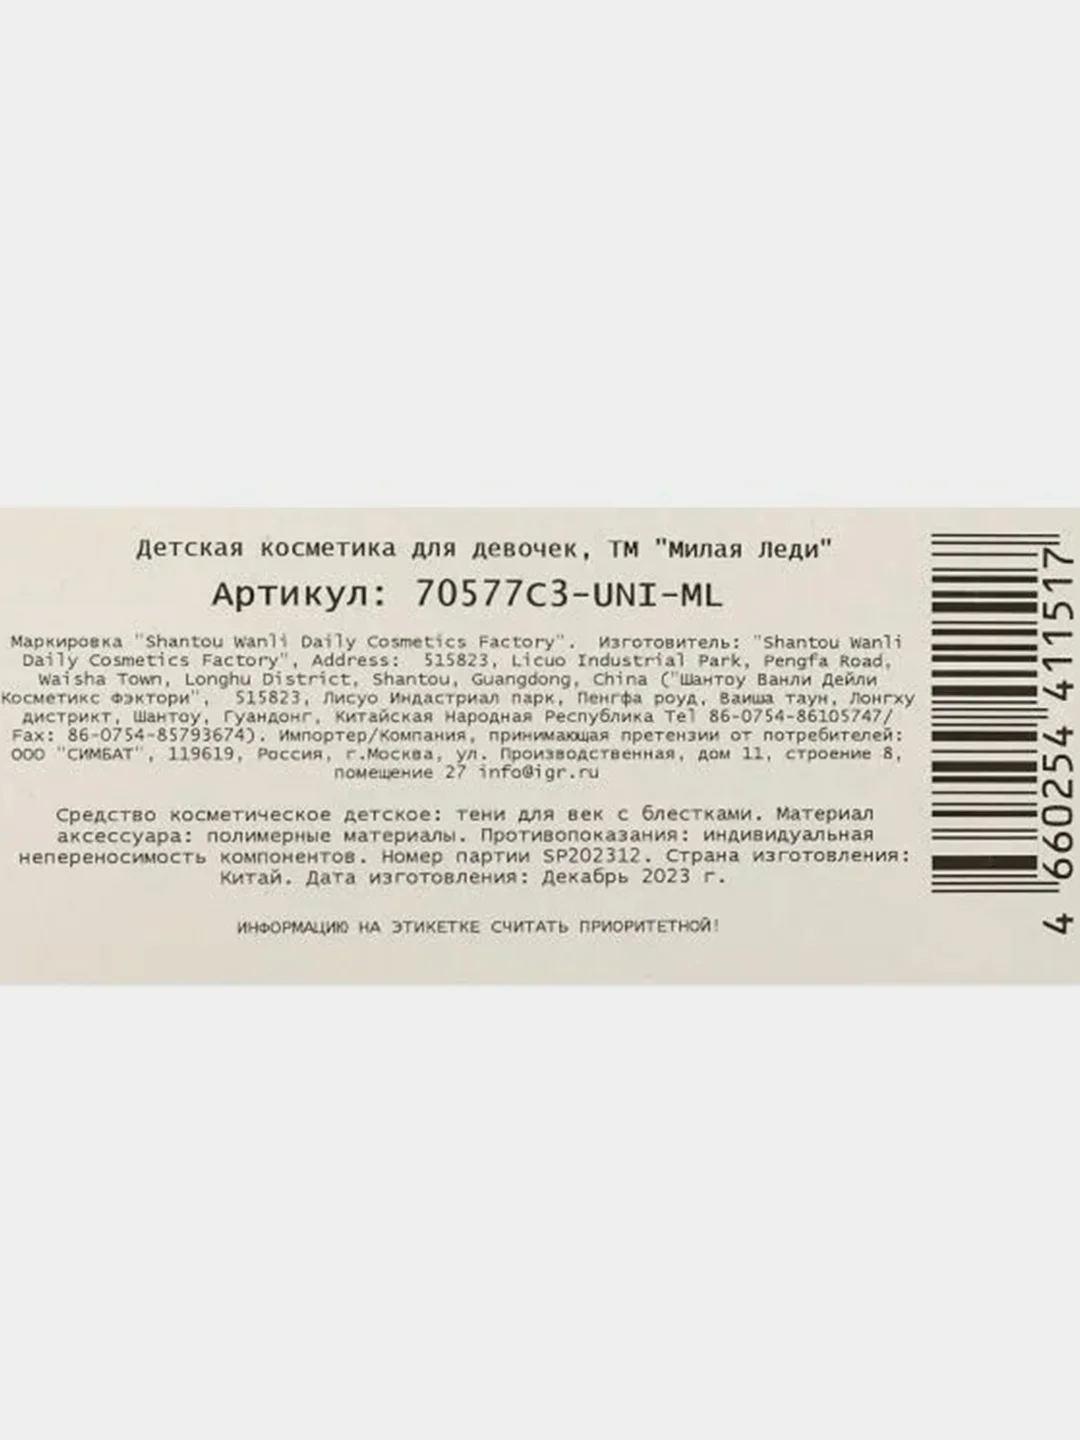 Детская косметика для девочек, ТМ "Милая Леди"
Артикул: 70577C3-UNI-ML
Маркировка "Shantou Wanli Daily Cosmetics Factory". Изготовитель: "Shantou Wanli
Daily Cosmetics Factory", Address: 515823, Licuo Industrial Park, Pengfa Road,
Waisha Town, Longhu District, Shantou, Guangdong, China ("Шантоу Ванли Дейли
Косметикс Фэктори", 515823, Лисуо Индастриал парк, Пенгфа роуд, Ваиша таун, Лонгху
дистрикт, Шантоу, Гуандонг, Китайская Народная Республика Tel 86-0754-86105747/
Fax: 86-0754-85793674). Импортер/Компания, принимающая претензии от потребителей:
ООО "СИМБАТ", 119619, Россия, г.Москва, ул. Производственная, дом 11, строение 8,
помещение 27 info@igr.ru
Средство косметическое детское: тени для век с блестками. Материал
аксессуара: полимерные материалы. Противопоказания: индивидуальная
непереносимость компонентов. Номер партии SP202312. Страна изготовления:
Китай. Дата изготовления: Декабрь 2023 г.
ИНФОРМАЦИЮ НА ЭТИКЕТКЕ СЧИТАТЬ ПРИОРИТЕТНОЙ!
4 660254 411517